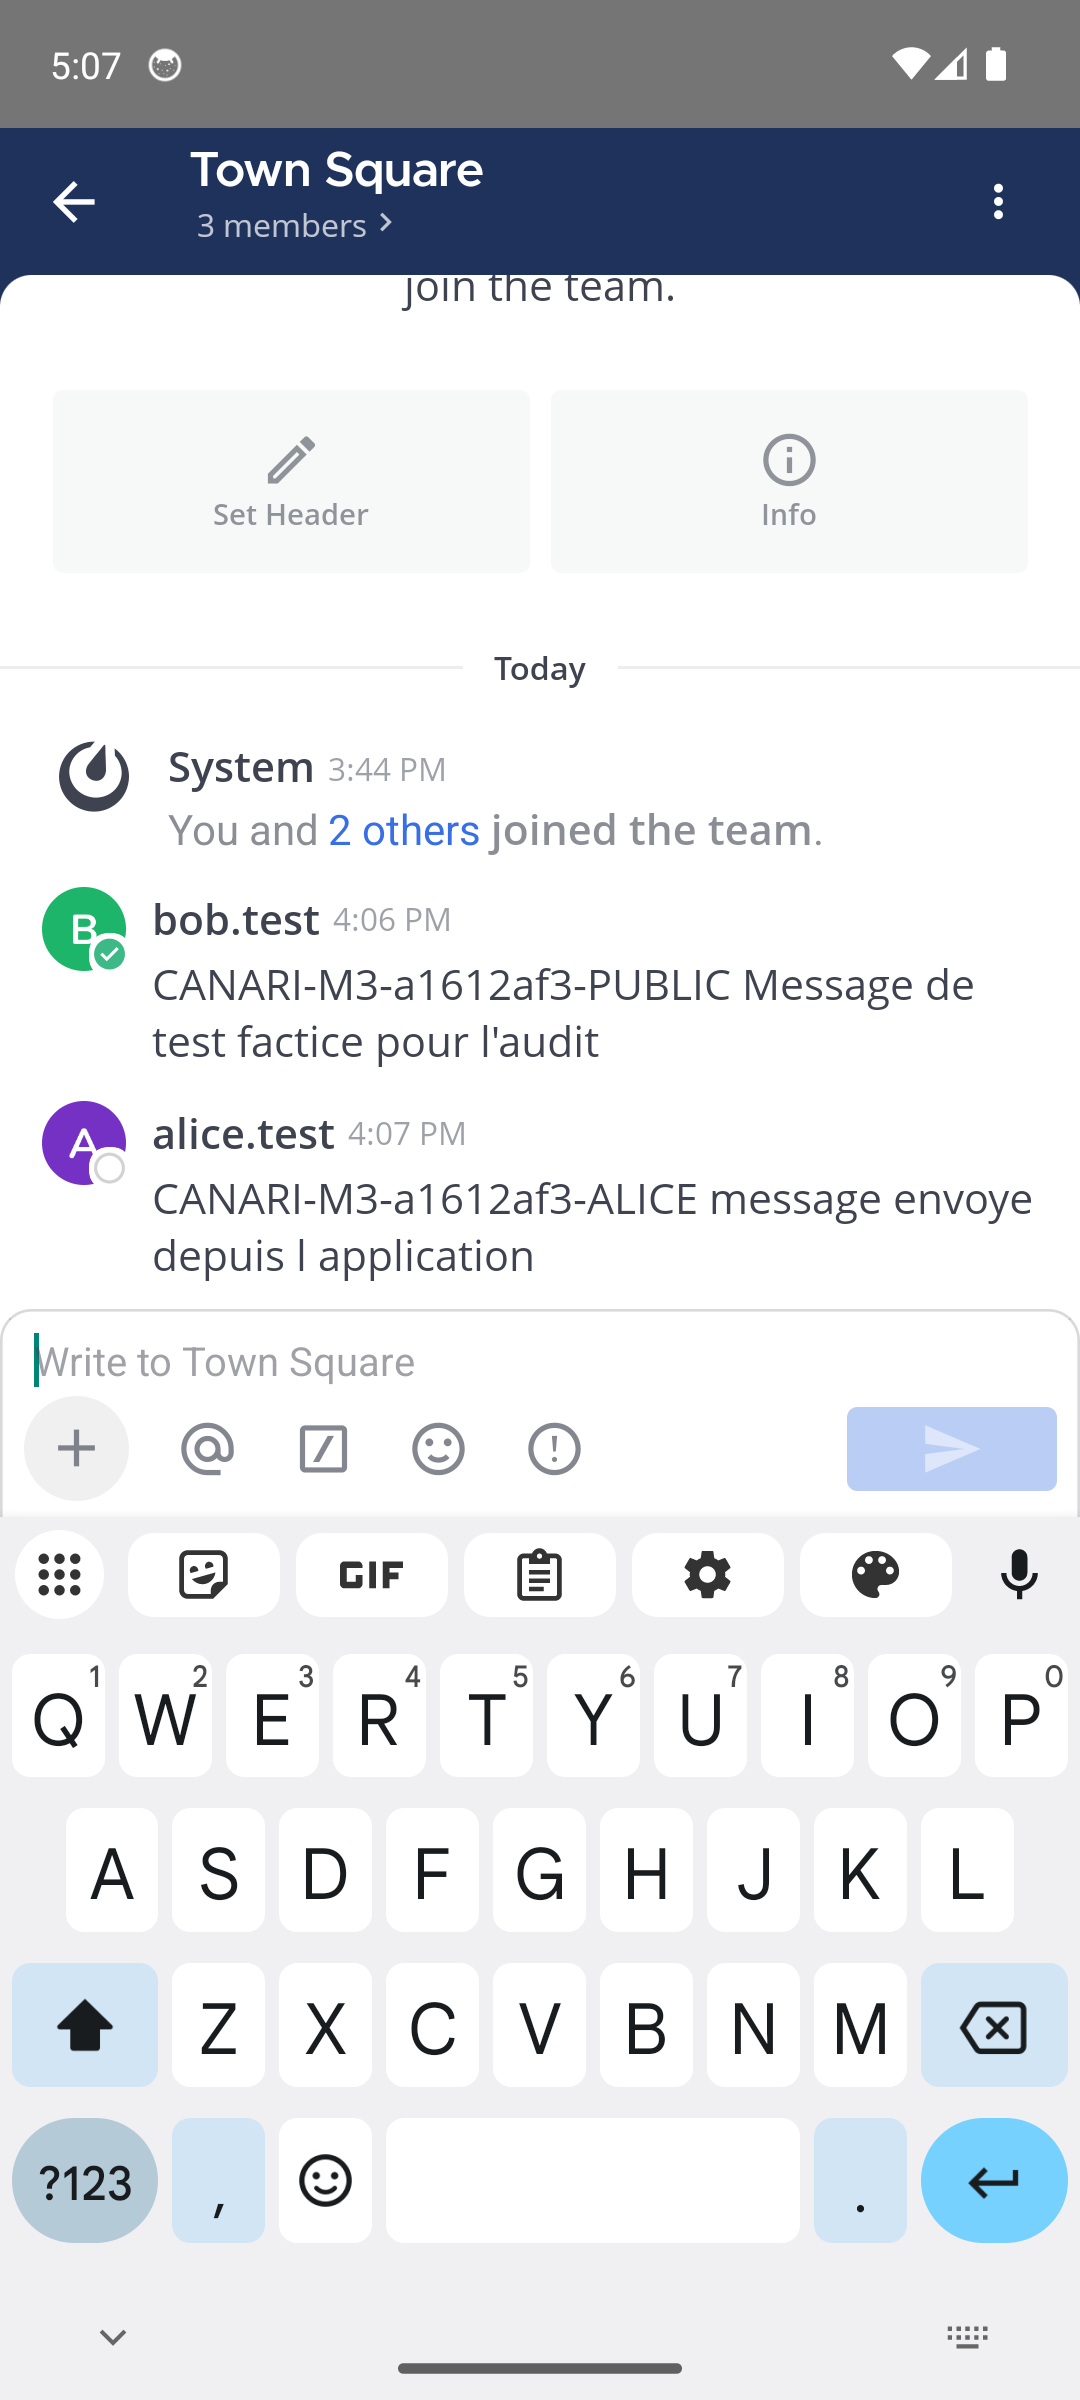 5:07
Town Square
3 members
join the team.
Set Header
Info
Today
System 3:44 PM
You and 2 others joined the team.
B
bob.test 4:06 PM
CANARI-M3-a1612af3-PUBLIC Message de
test factice pour l'audit
A
alice.test 4:07 PM
CANARI-M3-a1612af3-ALICE message envoye
depuis l application
Write to Town Square
GIF
Q 1 W 2 E 3 R 4 T 5 Y 6 U 7 I 8 O 9 P 0
A S D F G H J K L
Z X C V B N M
?123 , .